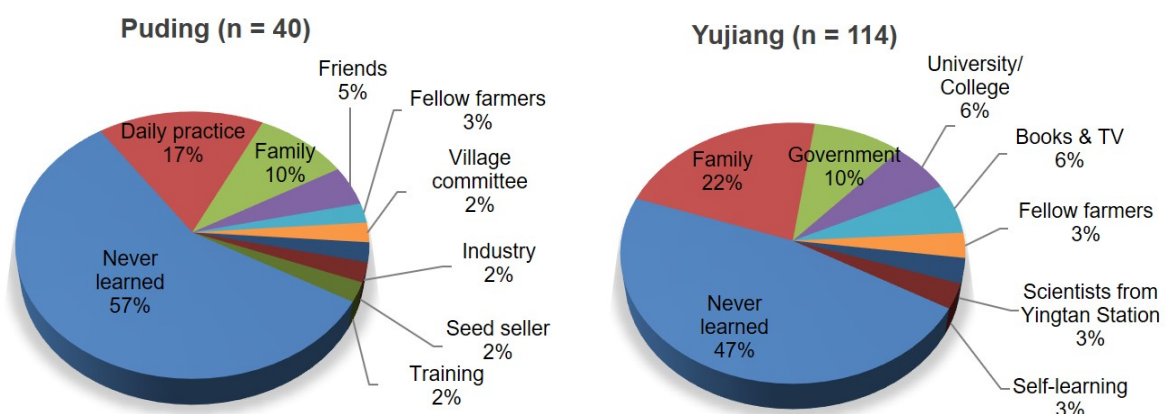 Puding (n = 40)
Friends
5%
Fellow farmers
3%
Village
committee
2%
Industry
2%
Seed seller
2%
Training
2%
Never
learned
57%
Daily practice
17%
Family
10%
Yujiang (n = 114)
University/
College
6%
Books & TV
6%
Fellow farmers
3%
Scientists from
Yingtan Station
3%
Self-learning
3%
Never
learned
47%
Family
22%
Government
10%